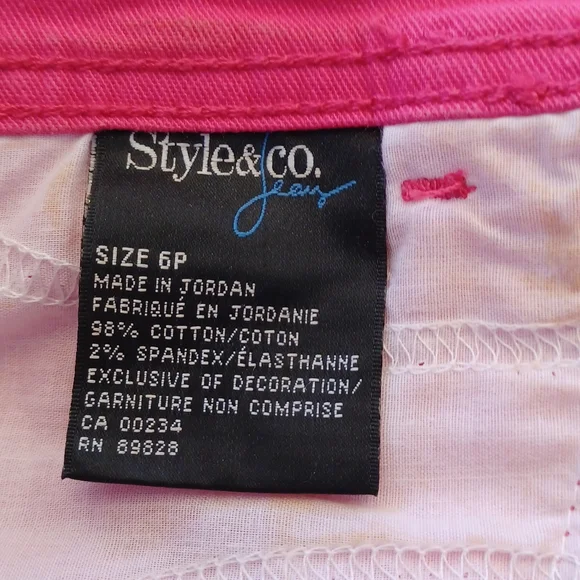 Style&co.
Jeans
SIZE 6P
MADE IN JORDAN
FABRIQUÉ EN JORDANIE
98% COTTON/COTON
2% SPANDEX/ÉLASTHANNE
EXCLUSIVE OF DECORATION/
GARNITURE NON COMPRISE
CA 00234
RN 89828